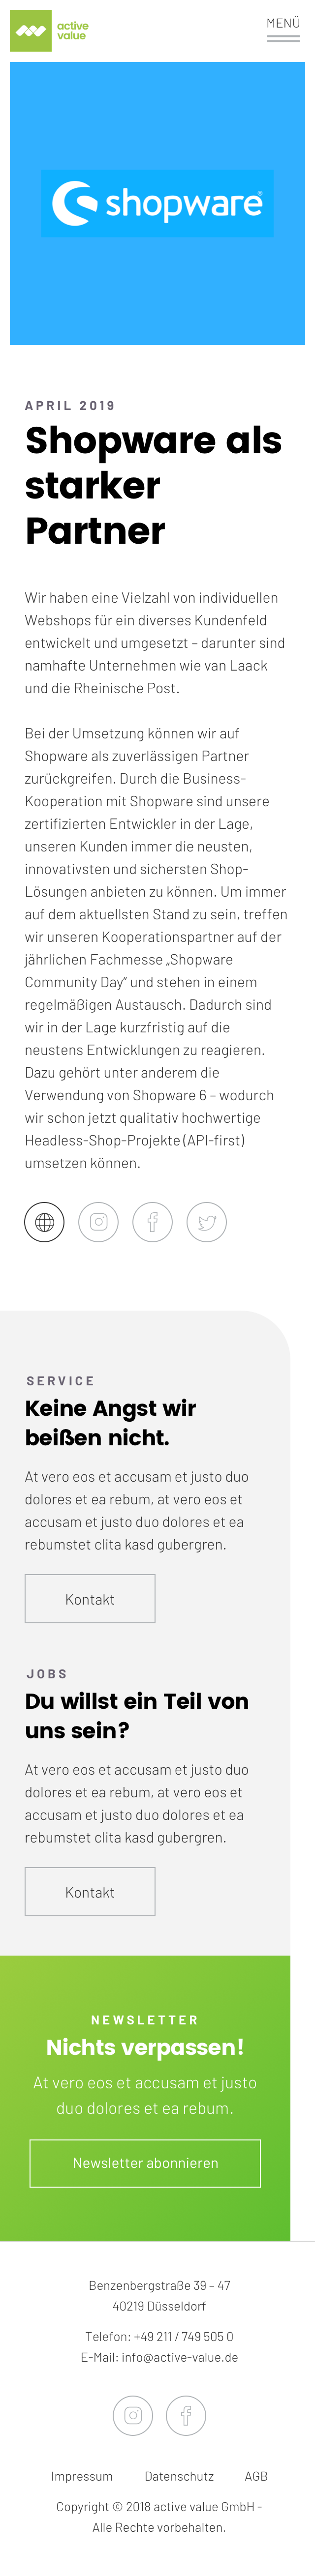 active
value
MENÜ
shopware®
APRIL 2019
Shopware als
starker
Partner
Wir haben eine Vielzahl von individuellen
Webshops für ein diverses Kundenfeld
entwickelt und umgesetzt – darunter sind
namhafte Unternehmen wie van Laack
und die Rheinische Post.
Bei der Umsetzung können wir auf
Shopware als zuverlässigen Partner
zurückgreifen. Durch die Business-
Kooperation mit Shopware sind unsere
zertifizierten Entwickler in der Lage,
unseren Kunden immer die neusten,
innovativsten und sichersten Shop-
Lösungen anbieten zu können. Um immer
auf dem aktuellsten Stand zu sein, treffen
wir unseren Kooperationspartner auf der
jährlichen Fachmesse „Shopware
Community Day“ und stehen in einem
regelmäßigen Austausch. Dadurch sind
wir in der Lage kurzfristig auf die
neustens Entwicklungen zu reagieren.
Dazu gehört unter anderem die
Verwendung von Shopware 6 – wodurch
wir schon jetzt qualitativ hochwertige
Headless-Shop-Projekte (API-first)
umsetzen können.
SERVICE
Keine Angst wir
beißen nicht.
At vero eos et accusam et justo duo
dolores et ea rebum, at vero eos et
accusam et justo duo dolores et ea
rebumstet clita kasd gubergren.
Kontakt
JOBS
Du willst ein Teil von
uns sein?
At vero eos et accusam et justo duo
dolores et ea rebum, at vero eos et
accusam et justo duo dolores et ea
rebumstet clita kasd gubergren.
Kontakt
NEWSLETTER
Nichts verpassen!
At vero eos et accusam et justo
duo dolores et ea rebum.
Newsletter abonnieren
Benzenbergstraße 39 – 47
40219 Düsseldorf
Telefon: +49 211 / 749 505 0
E-Mail: info@active-value.de
Impressum Datenschutz AGB
Copyright © 2018 active value GmbH -
Alle Rechte vorbehalten.